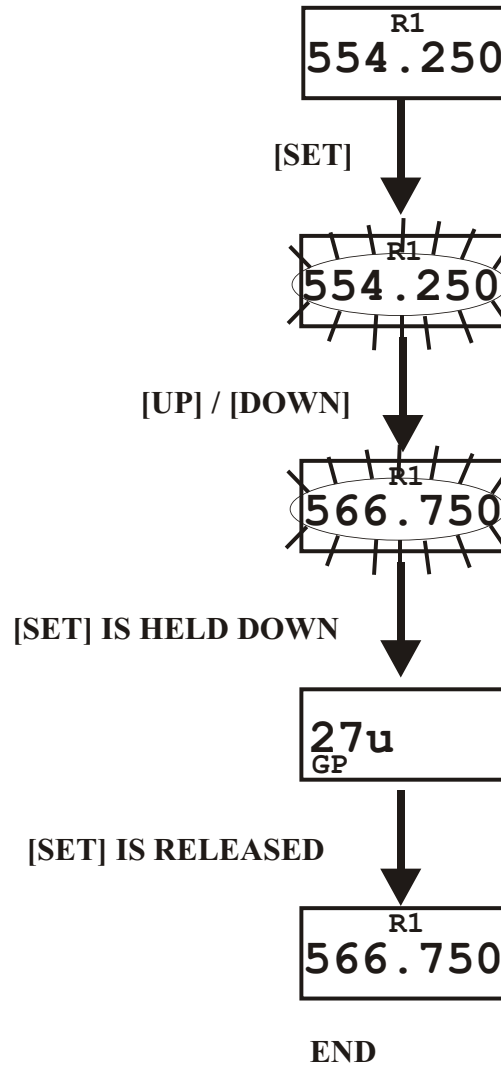 R1
554.250
[SET]
R1
554.250
[UP] / [DOWN]
R1
566.750
[SET] IS HELD DOWN
27u
GP
[SET] IS RELEASED
R1
566.750
END